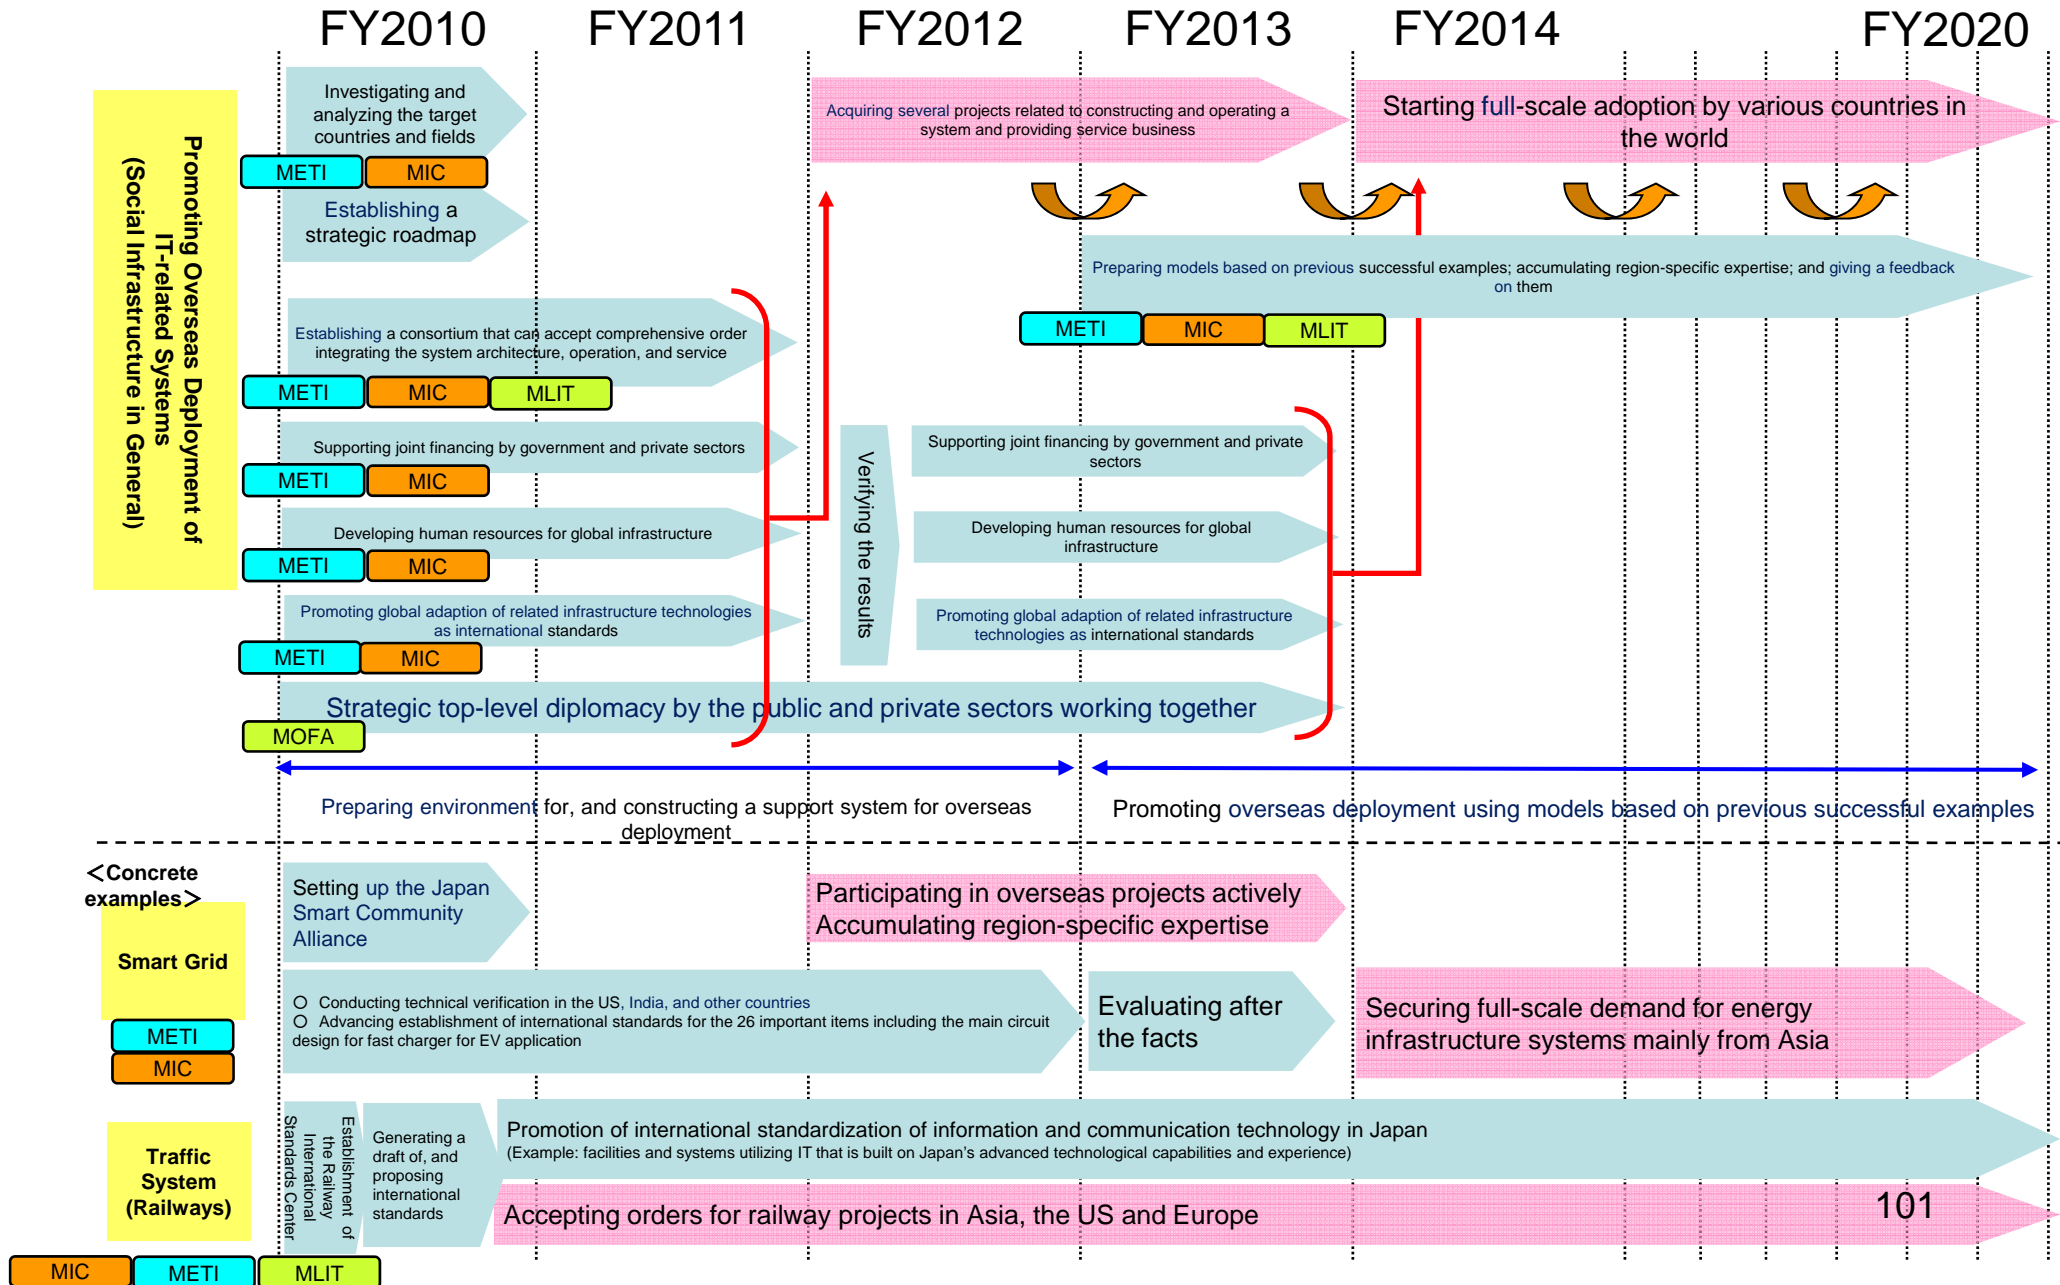 FY2010 FY2011 FY2012 FY2013 FY2014 FY2020
Promoting Overseas Deployment of
IT-related Systems
(Social Infrastructure in General)
Investigating and
analyzing the target
countries and fields
METI MIC
Establishing a
strategic roadmap
Acquiring several projects related to constructing and operating a
system and providing service business
Starting full-scale adoption by various countries in
the world
Preparing models based on previous successful examples; accumulating region-specific expertise; and giving a feedback
on them
METI MIC MLIT
Establishing a consortium that can accept comprehensive order
integrating the system architecture, operation, and service
METI MIC MLIT
Supporting joint financing by government and private sectors
METI MIC
Developing human resources for global infrastructure
METI MIC
Promoting global adaption of related infrastructure technologies
as international standards
METI MIC
Verifying the results
Supporting joint financing by government and private
sectors
Developing human resources for global
infrastructure
Promoting global adaption of related infrastructure
technologies as international standards
Strategic top-level diplomacy by the public and private sectors working together
MOFA
Preparing environment for, and constructing a support system for overseas
deployment
Promoting overseas deployment using models based on previous successful examples
<Concrete
examples>
Smart Grid
METI
MIC
Setting up the Japan
Smart Community
Alliance
Participating in overseas projects actively
Accumulating region-specific expertise
○ Conducting technical verification in the US, India, and other countries
○ Advancing establishment of international standards for the 26 important items including the main circuit
design for fast charger for EV application
Evaluating after
the facts
Securing full-scale demand for energy
infrastructure systems mainly from Asia
Traffic
System
(Railways)
MIC METI MLIT
Establishment of
the Railway
International
Standards Center
Generating a
draft of, and
proposing
international
standards
Promotion of international standardization of information and communication technology in Japan
(Example: facilities and systems utilizing IT that is built on Japan's advanced technological capabilities and experience)
Accepting orders for railway projects in Asia, the US and Europe
101